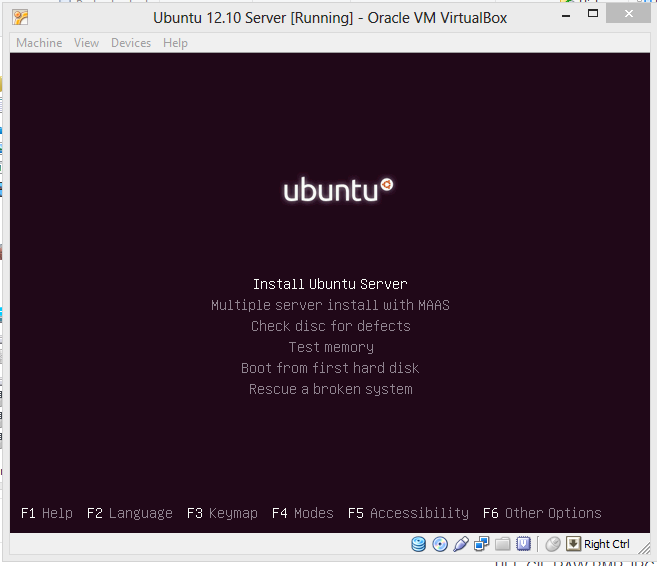 Ubuntu 12.10 Server [Running] - Oracle VM VirtualBox
Machine View Devices Help
ubuntu
Install Ubuntu Server
Multiple server install with MAAS
Check disc for defects
Test memory
Boot from first hard disk
Rescue a broken system
F1 Help F2 Language F3 Keymap F4 Modes F5 Accessibility F6 Other Options
Right Ctrl